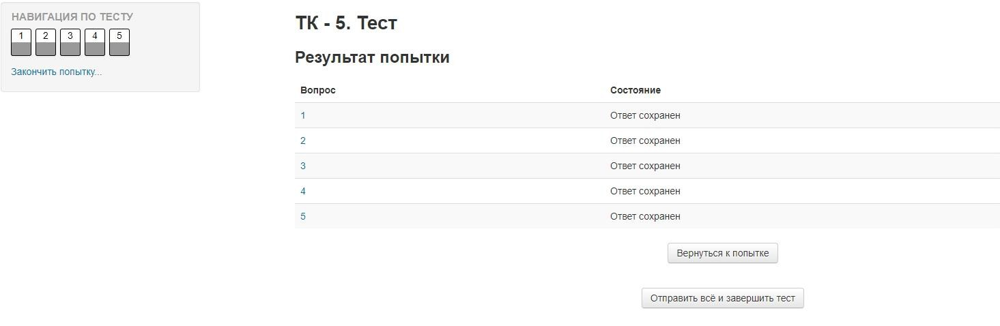 НАВИГАЦИЯ ПО ТЕСТУ
1 2 3 4 5
Закончить попытку...
ТК - 5. Тест
Результат попытки
Вопрос Состояние
1 Ответ сохранен
2 Ответ сохранен
3 Ответ сохранен
4 Ответ сохранен
5 Ответ сохранен
Вернуться к попытке
Отправить всё и завершить тест